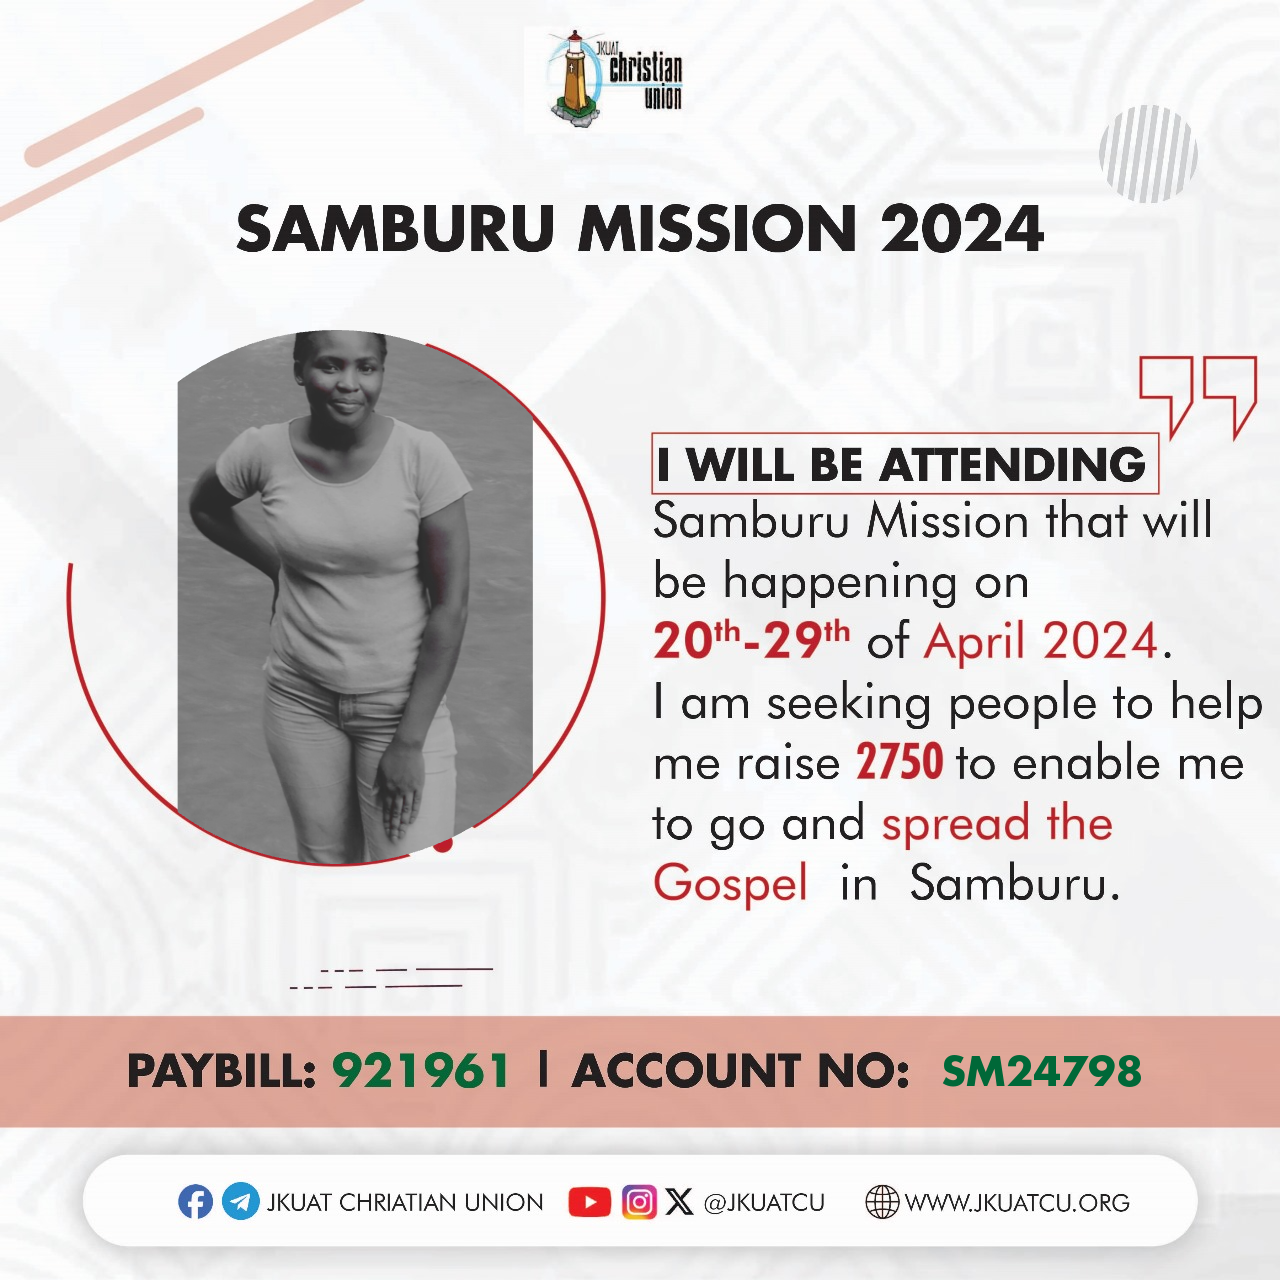 JKUAT
christian
union
SAMBURU MISSION 2024
I WILL BE ATTENDING
Samburu Mission that will
be happening on
20th-29th of April 2024.
I am seeking people to help
me raise 2750 to enable me
to go and spread the
Gospel in Samburu.
PAYBILL: 921961 | ACCOUNT NO: SM24798
JKUAT CHRIATIAN UNION @JKUATCU WWW.JKUATCU.ORG